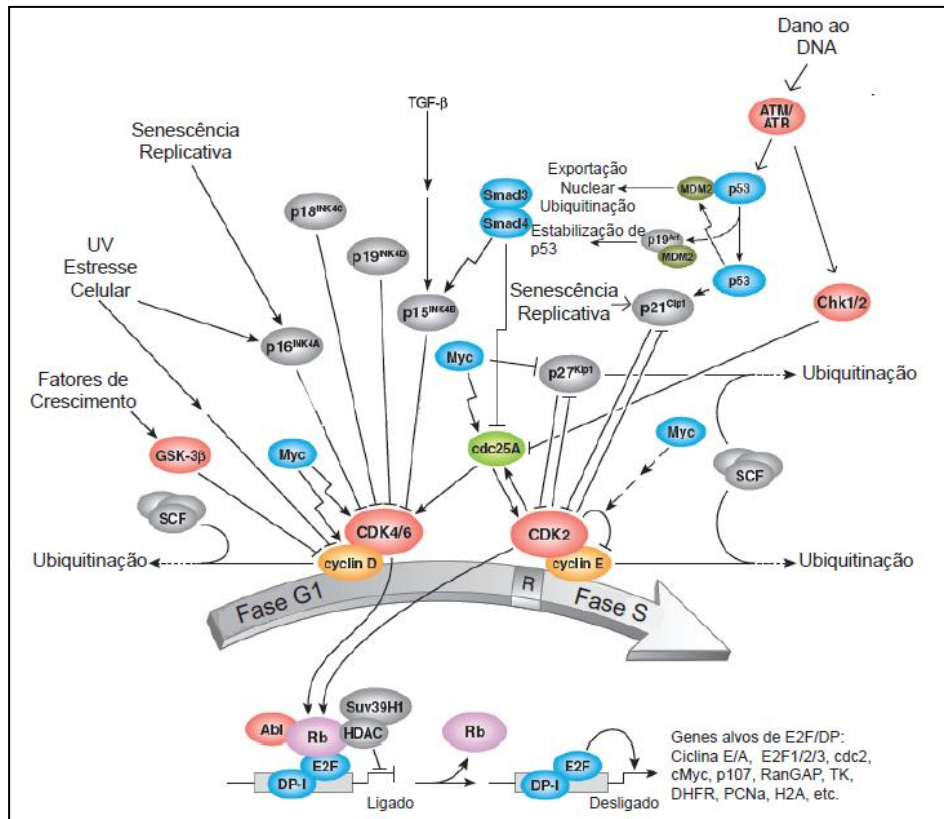 Dano ao
DNA
ATM/
ATR
TGF-β
Senescência
Replicativa
Exportação
Nuclear
Ubiquitinação
MDM2
p53
Smad3
Smad4
p18INK4C
Estabilização de
p53
p19Arf
MDM2
UV
Estresse
Celular
p19INK4D
p53
Senescência
Replicativa
p21Cip1
Chk1/2
p15INK4B
p16INK4A
Myc
p27Kip1
Ubiquitinação
Fatores de
Crescimento
GSK-3β
Myc
cdc25A
Myc
SCF
SCF
CDK4/6
CDK2
Ubiquitinação
cyclin D
cyclin E
Ubiquitinação
Fase G1
R
Fase S
Suv39H1
Abl
Rb
HDAC
Rb
E2F
DP-I
Ligado
E2F
DP-I
Desligado
Genes alvos de E2F/DP:
Ciclina E/A, E2F1/2/3, cdc2,
cMyc, p107, RanGAP, TK,
DHFR, PCNa, H2A, etc.